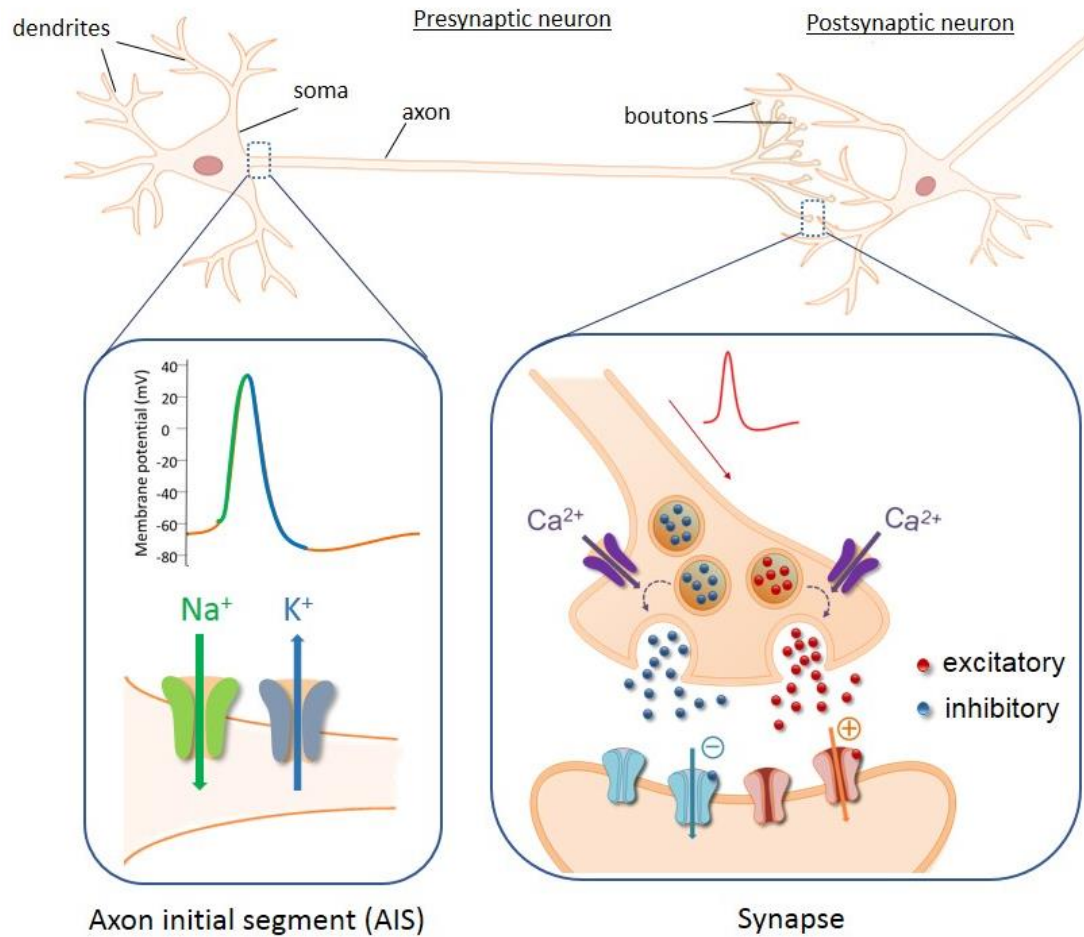 Presynaptic neuron
Postsynaptic neuron
dendrites
soma
axon
boutons
Membrane potential (mV)
40
20
0
-20
-40
-60
-80
Na⁺
K⁺
Ca²⁺
Ca²⁺
excitatory
inhibitory
−
+
Axon initial segment (AIS)
Synapse